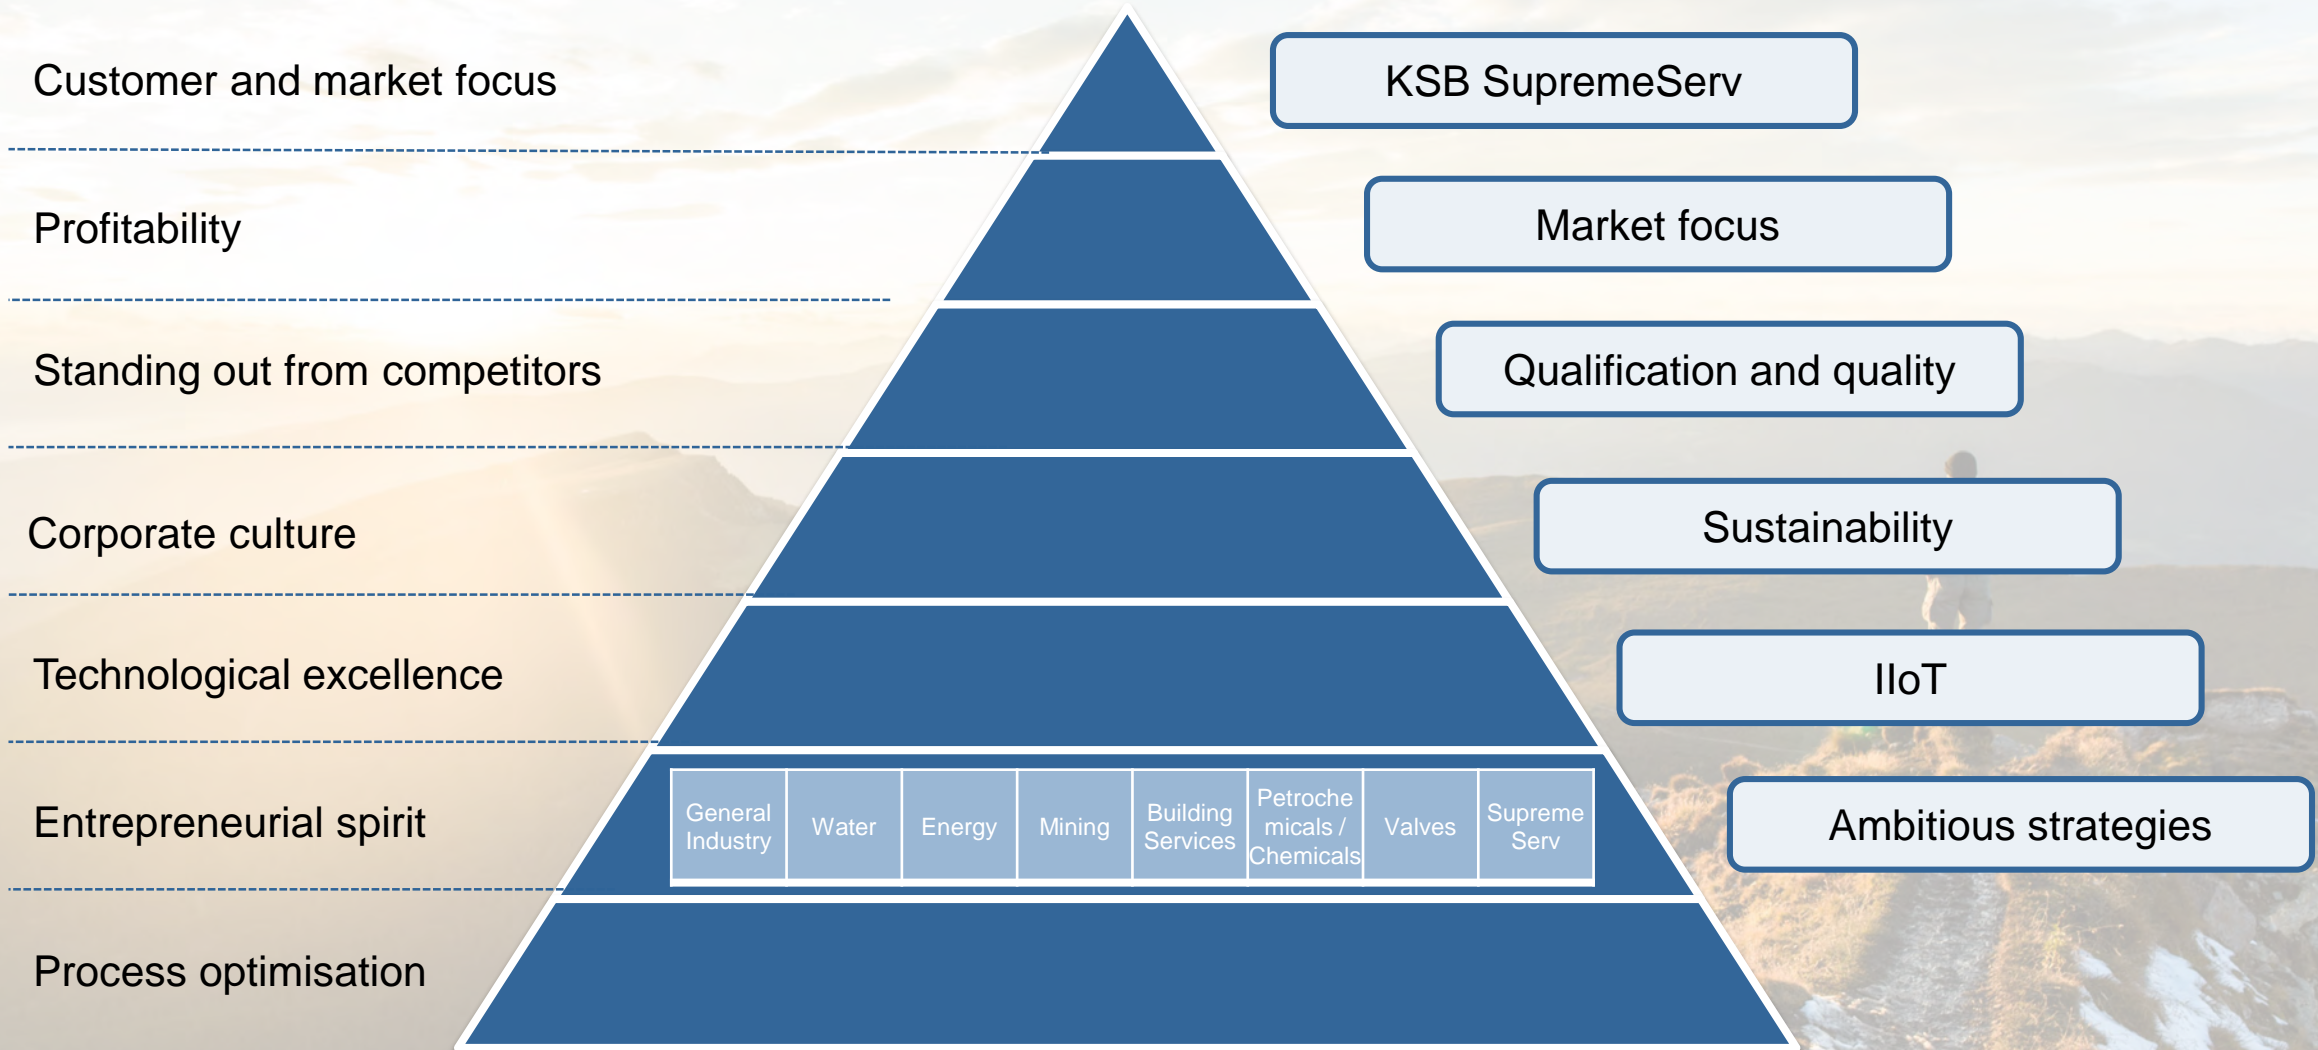 Customer and market focus
KSB SupremeServ
Profitability
Market focus
Standing out from competitors
Qualification and quality
Corporate culture
Sustainability
Technological excellence
IIoT
Entrepreneurial spirit
General
Industry
Water
Energy
Mining
Building
Services
Petroche
micals /
Chemicals
Valves
Supreme
Serv
Ambitious strategies
Process optimisation